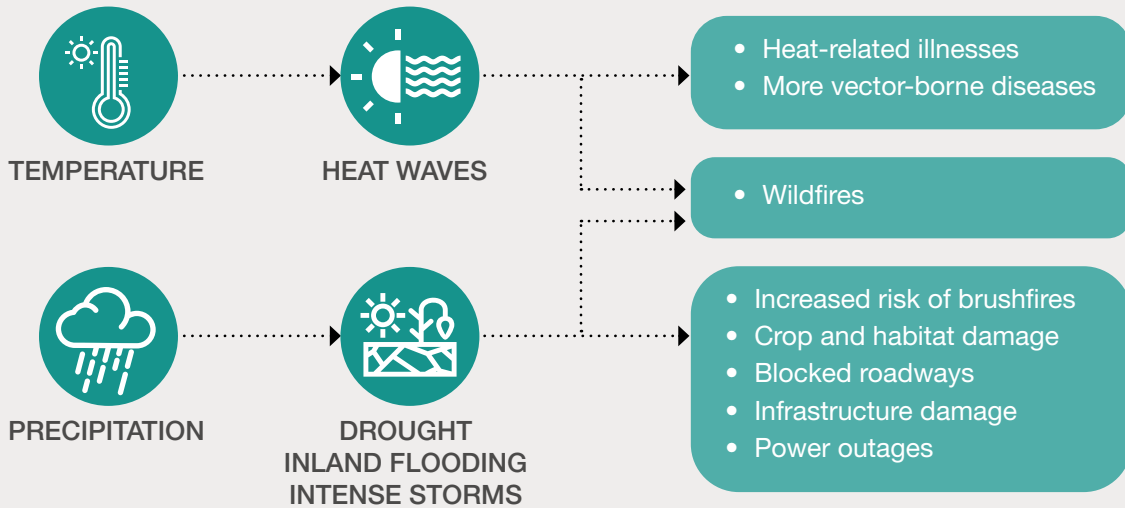 TEMPERATURE
HEAT WAVES
• Heat-related illnesses
• More vector-borne diseases
• Wildfires
PRECIPITATION
DROUGHT
INLAND FLOODING
INTENSE STORMS
• Increased risk of brushfires
• Crop and habitat damage
• Blocked roadways
• Infrastructure damage
• Power outages